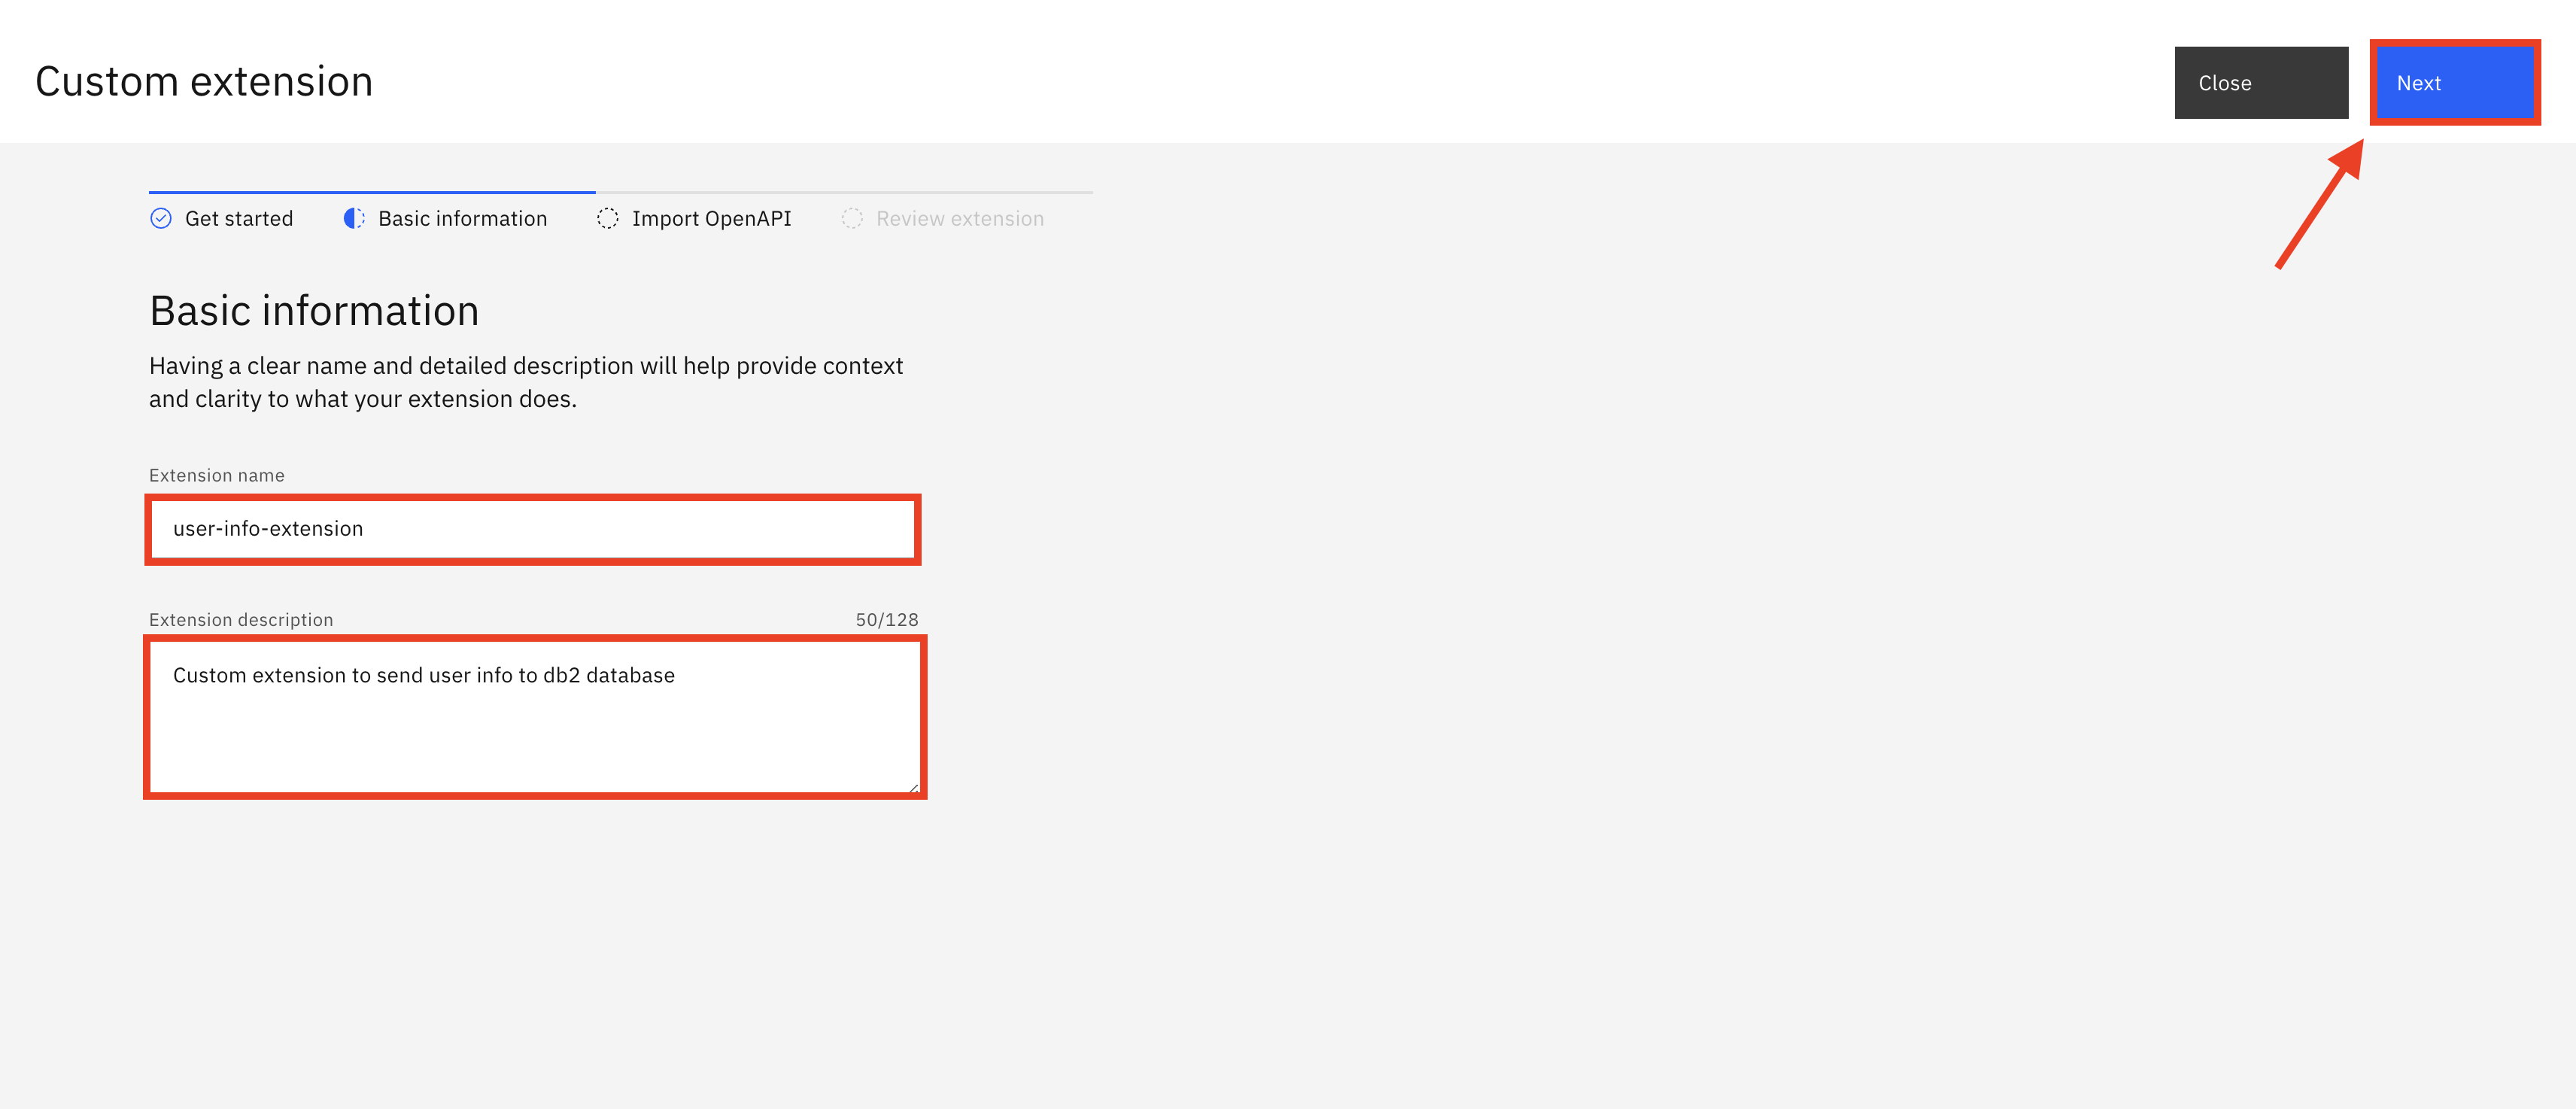 Custom extension
Close
Next
Get started
Basic information
Import OpenAPI
Review extension
Basic information
Having a clear name and detailed description will help provide context
and clarity to what your extension does.
Extension name
user-info-extension
Extension description
50/128
Custom extension to send user info to db2 database